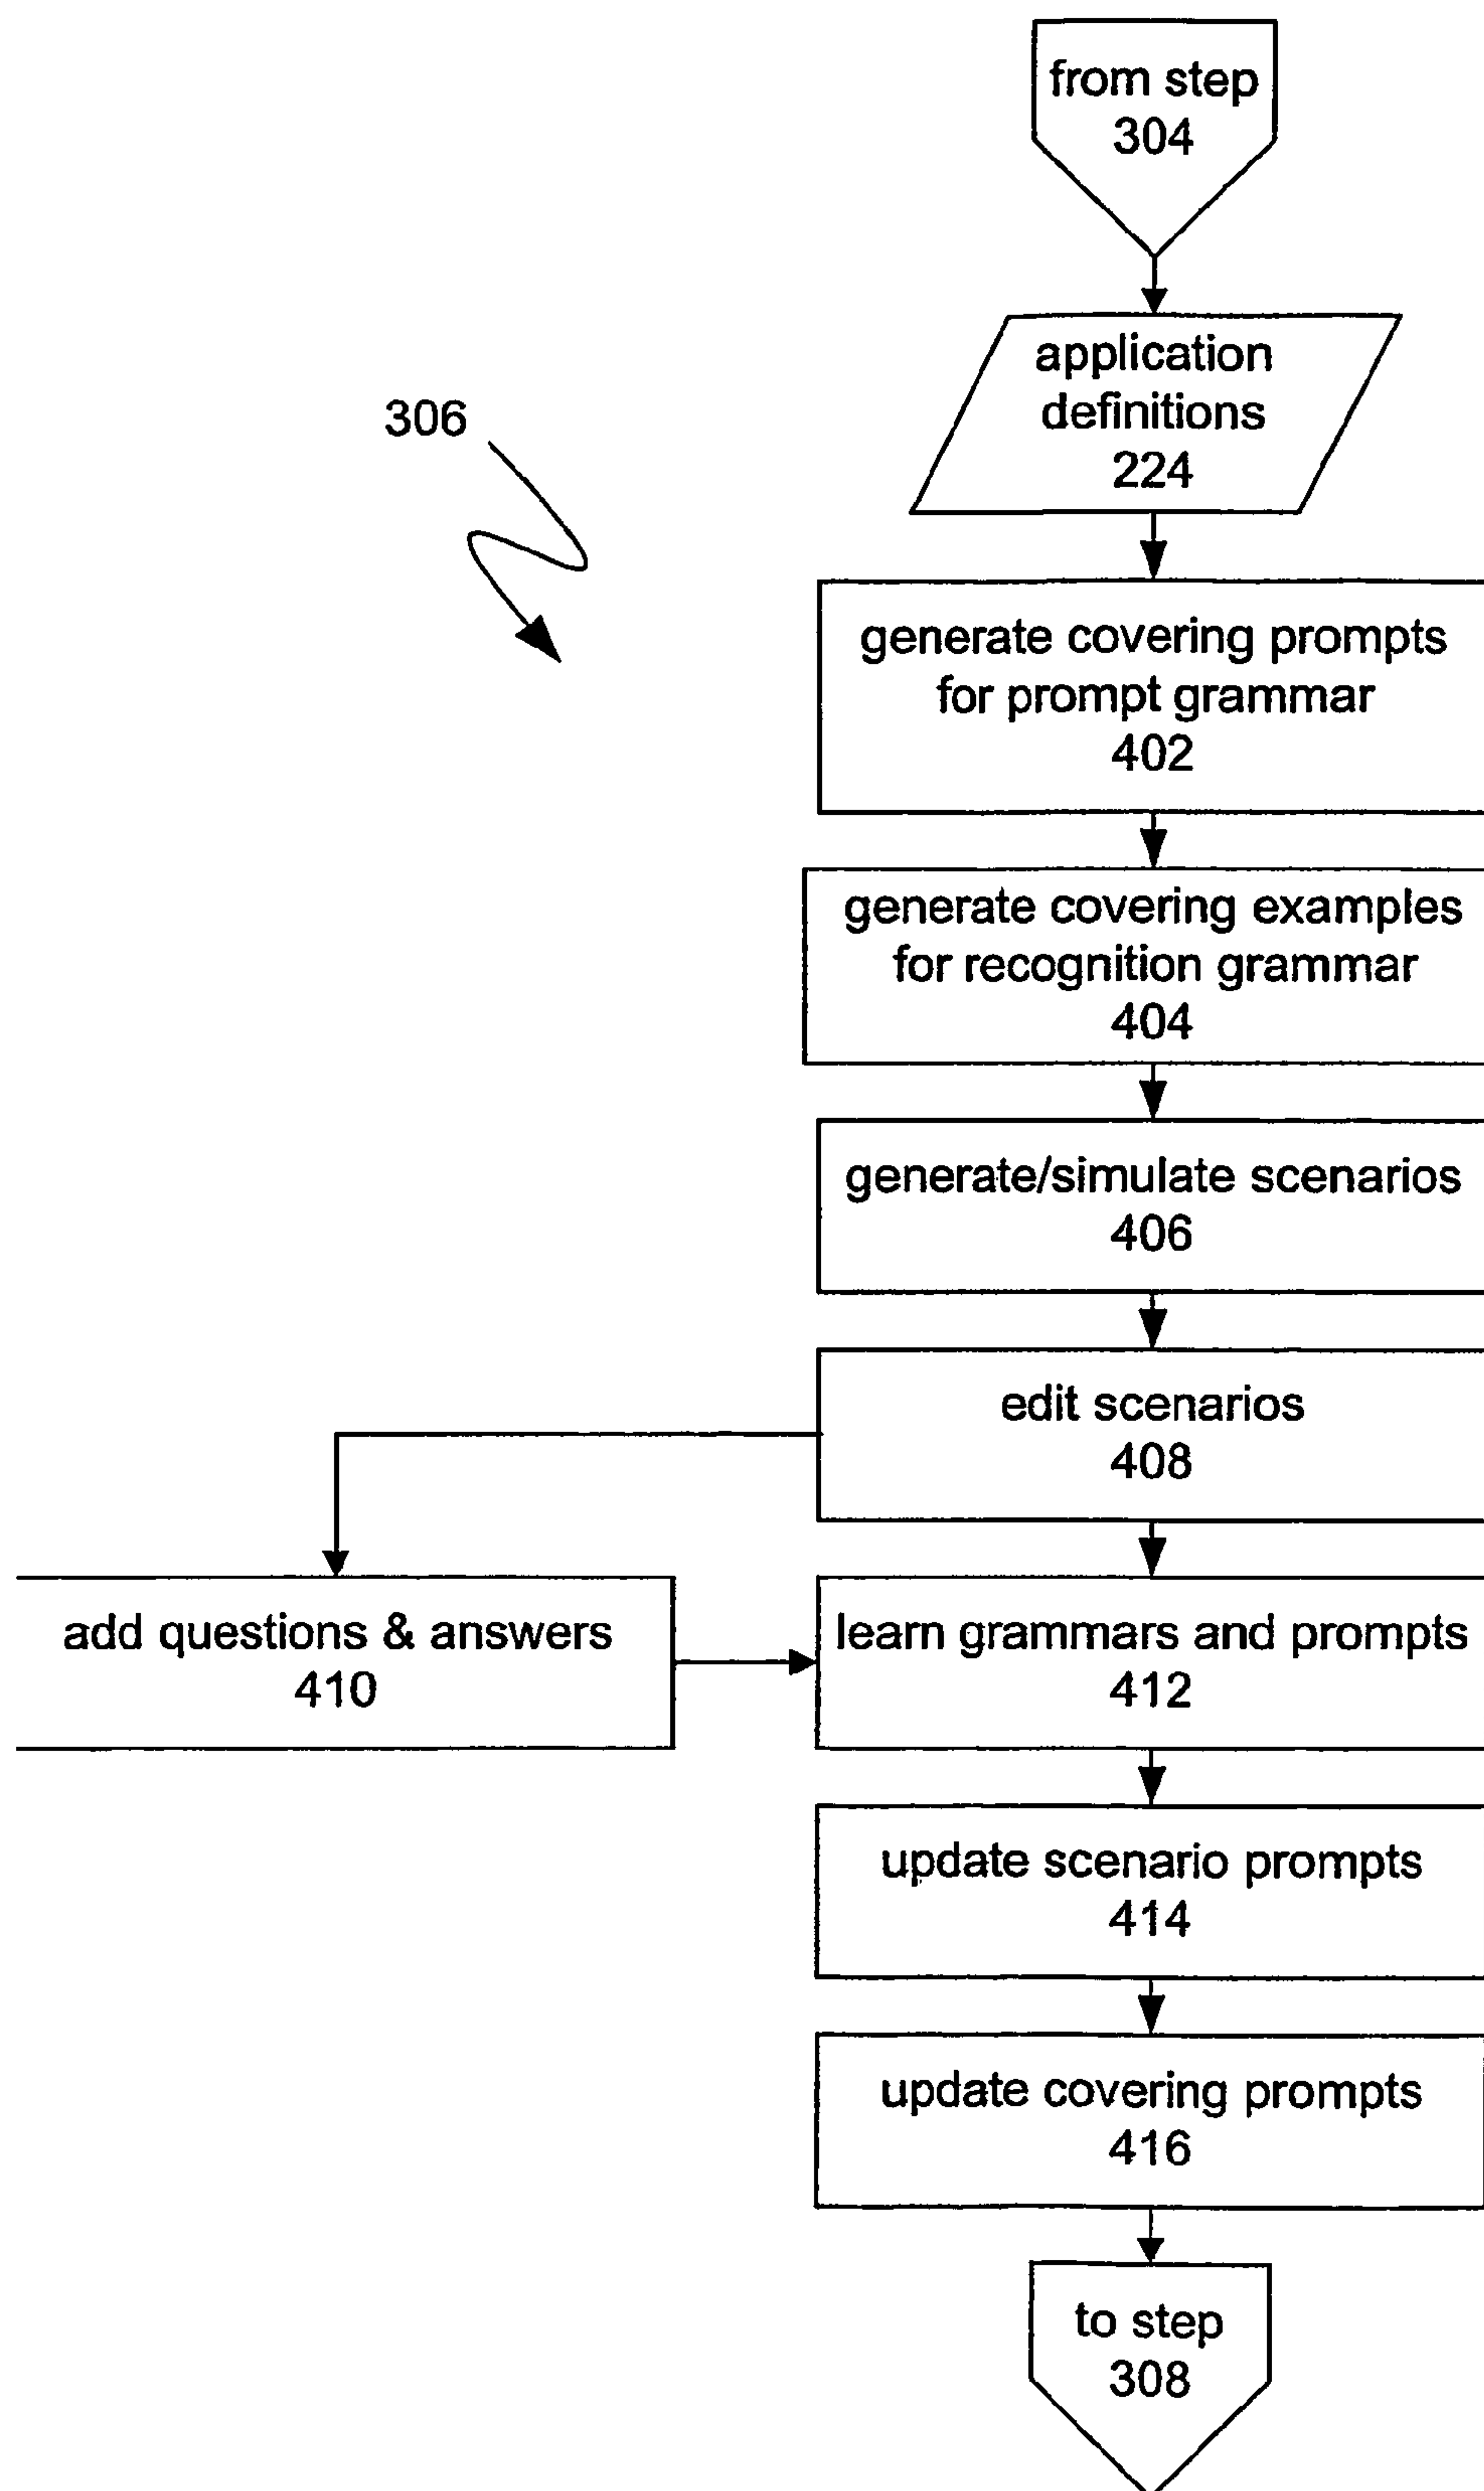 from step
304
application
definitions
224
306
generate covering prompts
for prompt grammar
402
generate covering examples
for recognition grammar
404
generate/simulate scenarios
406
edit scenarios
408
add questions & answers
410
learn grammars and prompts
412
update scenario prompts
414
update covering prompts
416
to step
308